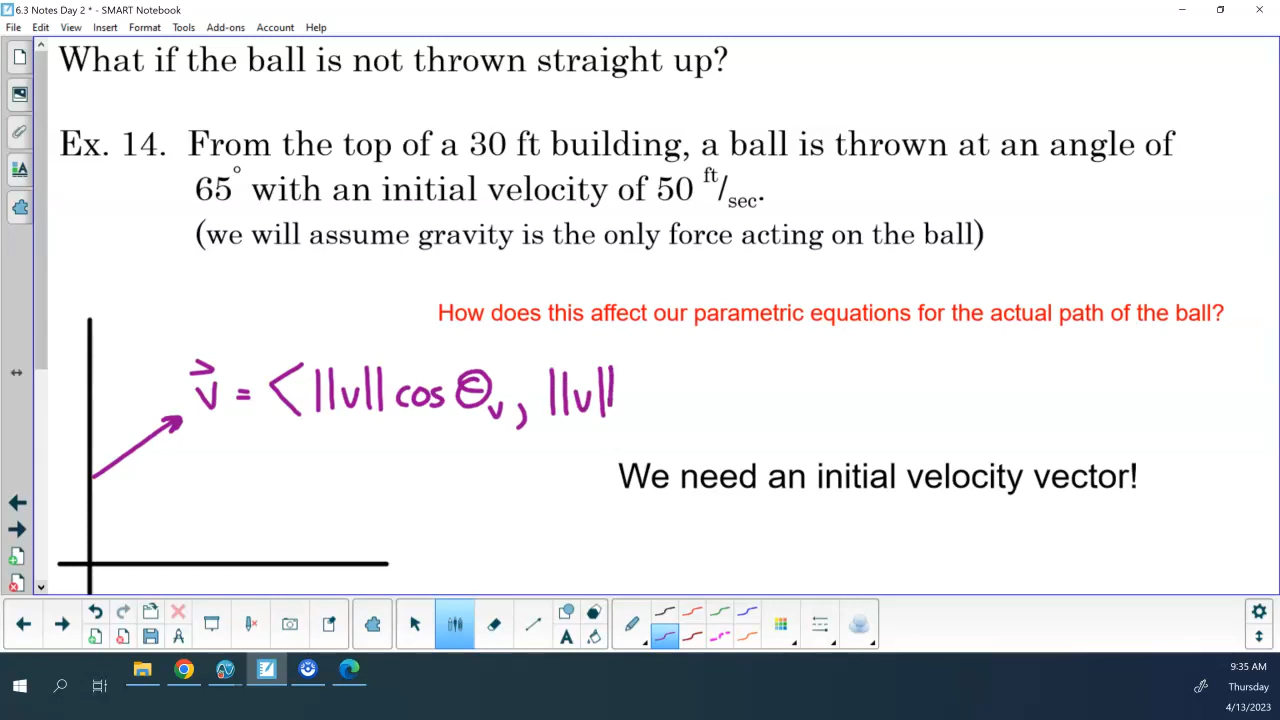 6.3 Notes Day 2 * - SMART Notebook
File Edit View Insert Format Tools Add-ons Account Help
What if the ball is not thrown straight up?
Ex. 14. From the top of a 30 ft building, a ball is thrown at an angle of
65° with an initial velocity of 50 ft/sec.
(we will assume gravity is the only force acting on the ball)
How does this affect our parametric equations for the actual path of the ball?
v⃗ = <||v|| cos Θᵥ, ||v||
We need an initial velocity vector!
9:35 AM
Thursday
4/13/2023